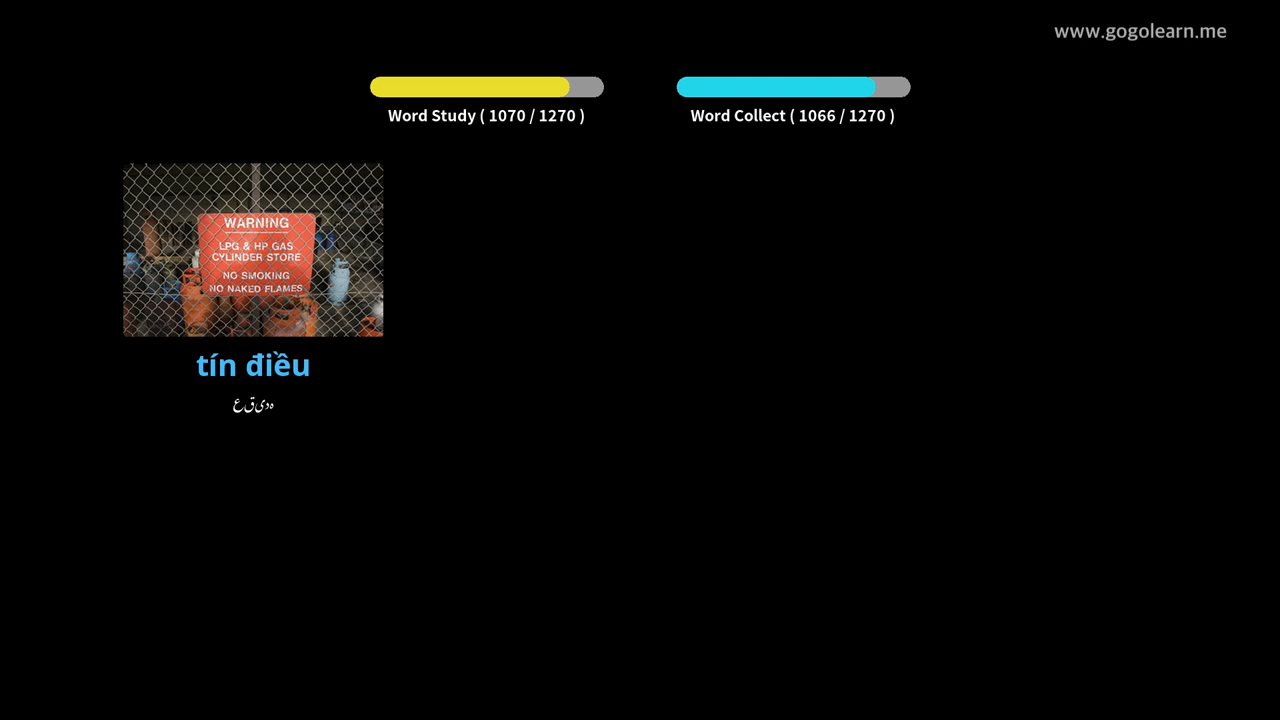 www.gogolearn.me
Word Study ( 1070 / 1270 )
Word Collect ( 1066 / 1270 )
WARNING
LPG & HP GAS
CYLINDER STORE
NO SMOKING
NO NAKED FLAMES
tín điều
عقیدہ